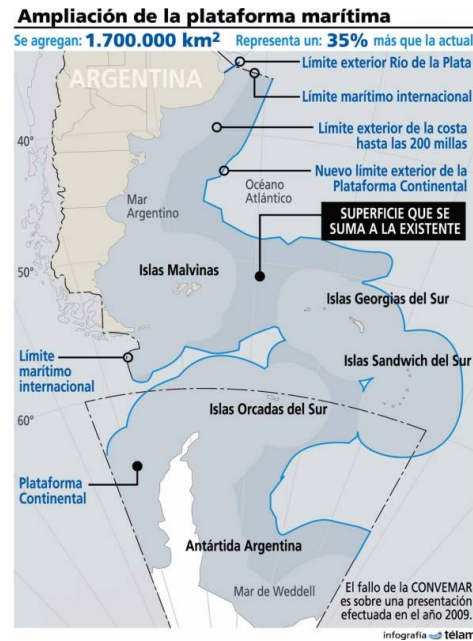 Ampliación de la plataforma marítima
Se agregan: 1.700.000 km² Representa un: 35% más que la actual
ARGENTINA
Límite exterior Río de la Plata
Límite marítimo internacional
Límite exterior de la costa
hasta las 200 millas
40°
Nuevo límite exterior de la
Plataforma Continental
Océano
Atlántico
Mar
Argentino
SUPERFICIE QUE SE
SUMA A LA EXISTENTE
50°
Islas Malvinas
Islas Georgias del Sur
Límite
marítimo
internacional
Islas Sandwich del Sur
60°
Islas Orcadas del Sur
Plataforma
Continental
Antártida Argentina
Mar de Weddell
El fallo de la CONVEMAR
es sobre una presentación
efectuada en el año 2009.
infografía télam